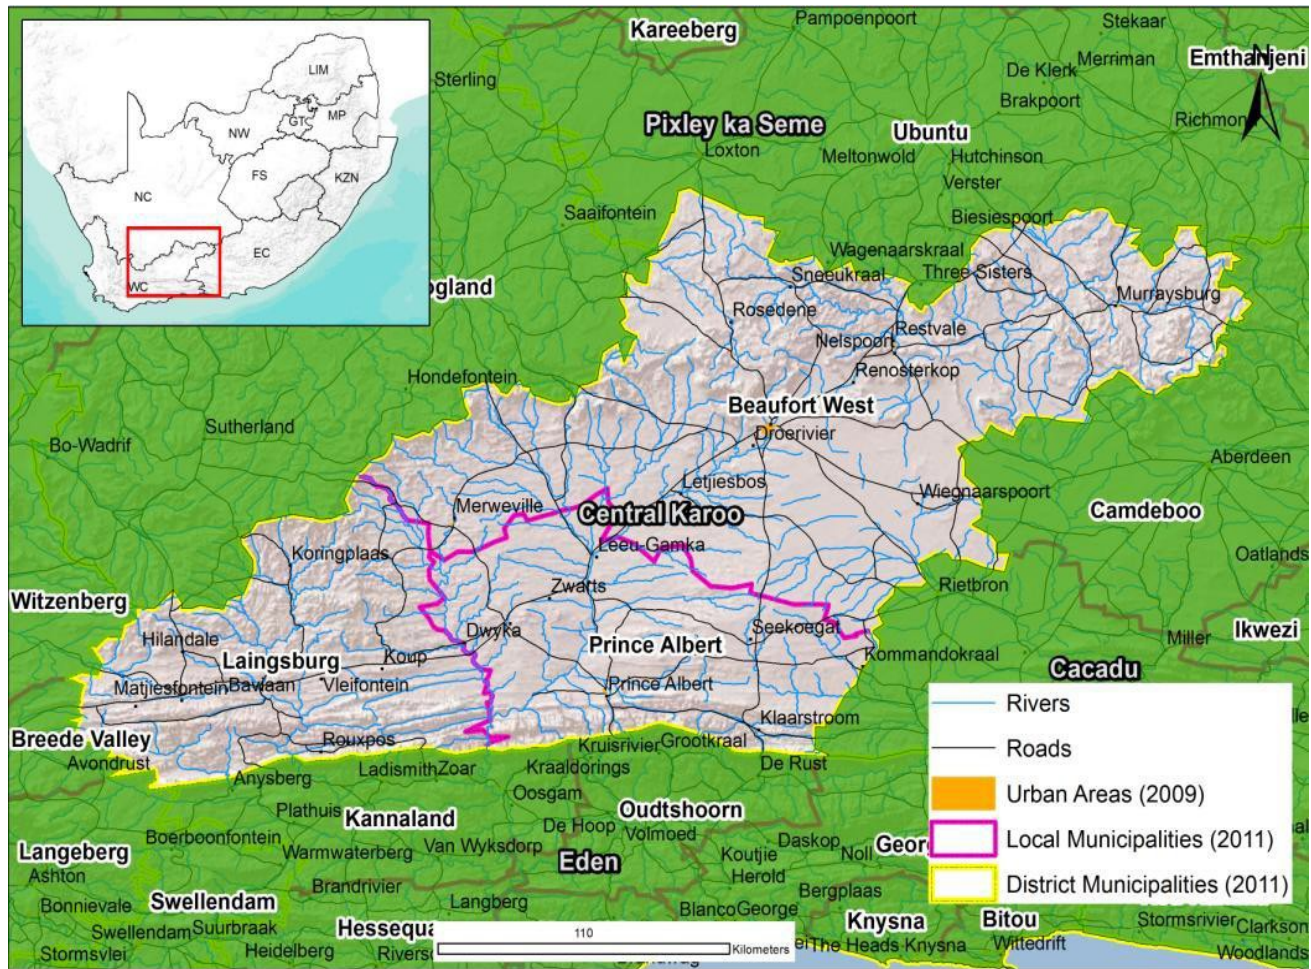 Kareeberg
Pampoenpoort
Stekaar
Merriman
Emthanjeni
N
Sterling
De Klerk
Brakpoort
Pixley ka Seme
Ubuntu
Loxton
Meltonwold
Hutchinson
Verster
Saaifontein
Biesiespoort
LIM
NW
GT
MP
FS
KZN
NC
EC
WC
Wagenaarskraal
Sneeukraal
Three Sisters
Murraysburg
Rosedene
Restvale
Nelspoort
Renosterkop
Hondefontein
Beaufort West
Droerivier
Sutherland
Bo-Wadrif
Aberdeen
Letjiesbos
Wiegnaarspoort
Merweville
Central Karoo
Camdeboo
Koringplaas
Leeu-Gamka
Oatlands
Zwarts
Rietbron
Witzenberg
Hilandale
Dwyka
Seekoegat
Miller
Ikwezi
Laingsburg
Koup
Prince Albert
Kommandokraal
Cacadu
Matjiesfontein
Bawaan
Vleifontein
Prince Albert
Klaarstroom
Breede Valley
Rouxpos
Kruisrivier
Grootkraal
Avondrust
Anysberg
Ladismith
Zoar
Kraaldorings
De Rust
Oosgam
Plathuis
Kannaland
Oudtshoorn
De Hoop
Volmoed
Boerboonfontein
Warmwaterberg
Van Wyksdorp
Daskop
Langeberg
Eden
Koutjie
Noll
Ashton
Herold
Brandrivier
Bergplaas
Bonnievale
Swellendam
Langberg
Blanco
George
Knysna
Bitou
Stormsrivier
Clarkson
Swellendam
Suurbraak
The Heads
Knysna
Wittedrift
Stormsvlei
Heidelberg
Woodlands
110
Kilometers
Rivers
Roads
Urban Areas (2009)
Local Municipalities (2011)
District Municipalities (2011)